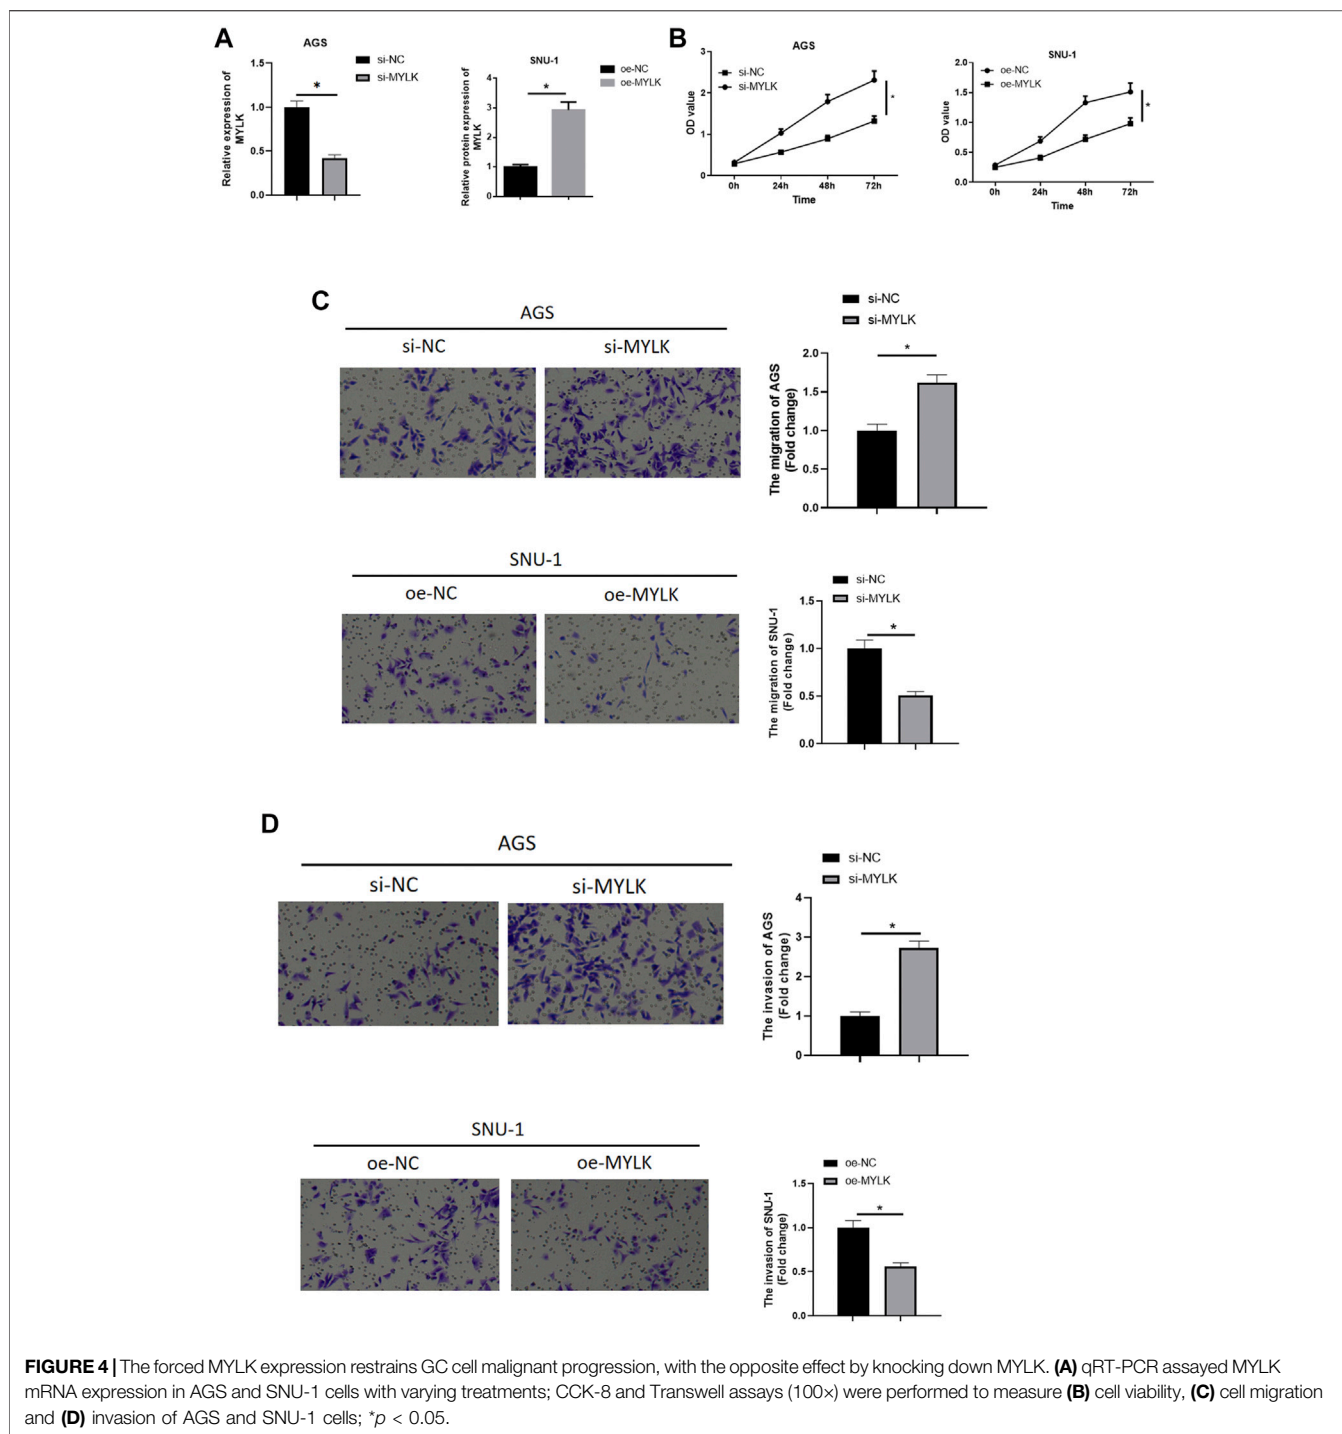 A
AGS
si-NC
si-MYLK
Relative expression of
MYLK
1.5
1.0
0.5
0.0
*
SNU-1
oe-NC
oe-MYLK
Relative protein expression of
MYLK
4
3
2
1
0
*
B
AGS
si-NC
si-MYLK
OD value
3
2
1
0
*
0h 24h 48h 72h
Time
SNU-1
oe-NC
oe-MYLK
OD value
2.0
1.5
1.0
0.5
0.0
*
0h 24h 48h 72h
Time
C
AGS
si-NC si-MYLK
si-NC
si-MYLK
The migration of AGS
(Fold change)
2.0
1.5
1.0
0.5
0.0
*
SNU-1
oe-NC oe-MYLK
si-NC
si-MYLK
The migration of SNU-1
(Fold change)
1.5
1.0
0.5
0.0
*
D
AGS
si-NC si-MYLK
si-NC
si-MYLK
The invasion of AGS
(Fold change)
4
3
2
1
0
*
SNU-1
oe-NC oe-MYLK
oe-NC
oe-MYLK
The invasion of SNU-1
(Fold change)
1.5
1.0
0.5
0.0
*
FIGURE 4 | The forced MYLK expression restrains GC cell malignant progression, with the opposite effect by knocking down MYLK. (A) qRT-PCR assayed MYLK
mRNA expression in AGS and SNU-1 cells with varying treatments; CCK-8 and Transwell assays (100×) were performed to measure (B) cell viability, (C) cell migration
and (D) invasion of AGS and SNU-1 cells; *p < 0.05.